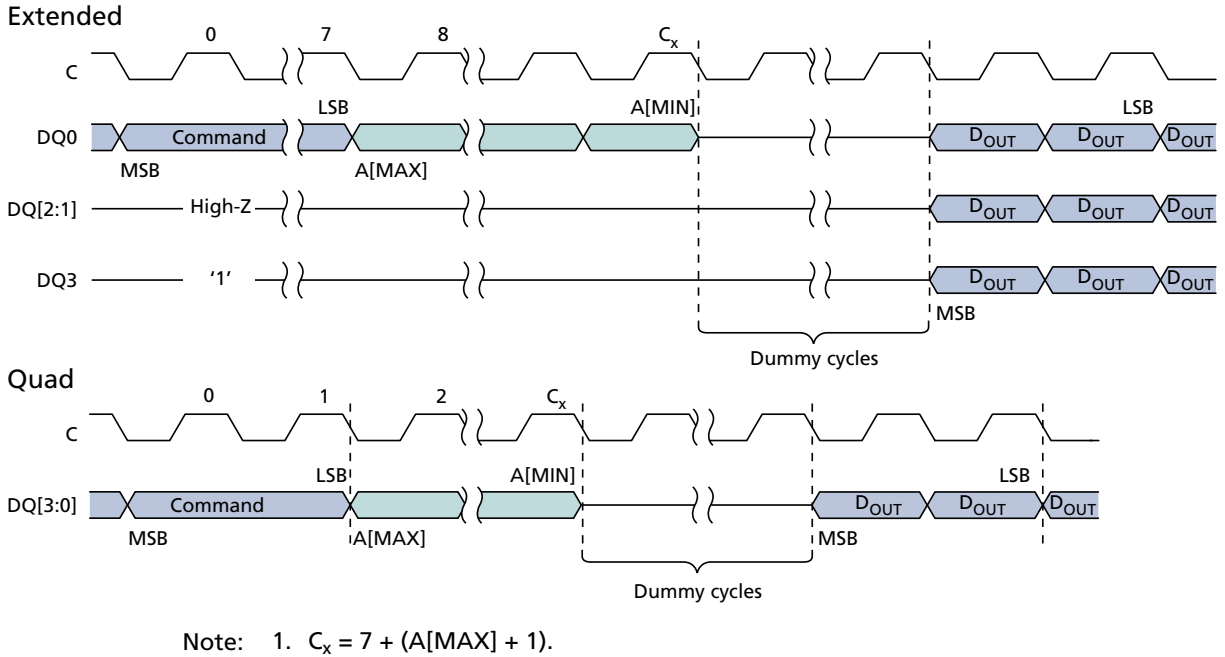 Extended
0 7 8 Cx
C
LSB A[MIN] LSB
DQ0 Command DOUT DOUT DOUT
MSB A[MAX]
DQ[2:1] High-Z DOUT DOUT DOUT
DQ3 '1' DOUT DOUT DOUT
MSB
Dummy cycles
Quad
0 1 2 Cx
C
LSB A[MIN] LSB
DQ[3:0] Command DOUT DOUT DOUT
MSB A[MAX] MSB
Dummy cycles
Note: 1. Cx = 7 + (A[MAX] + 1).